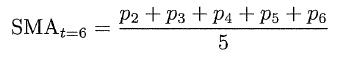 SMA_{t=6} = \frac{p_2 + p_3 + p_4 + p_5 + p_6}{5}